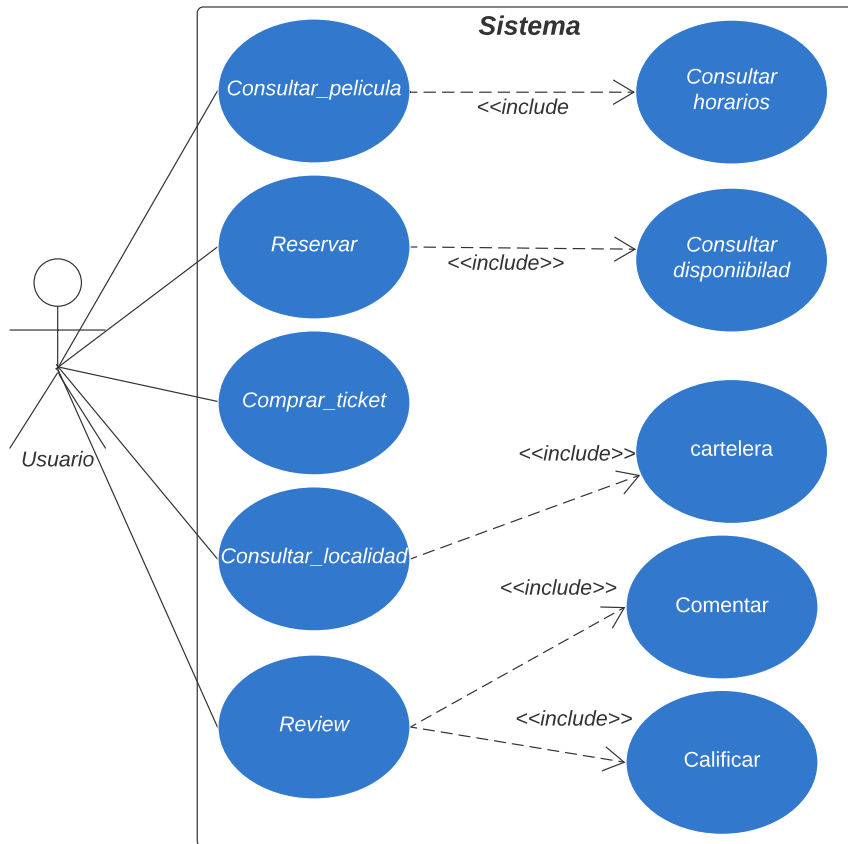 Sistema
Consultar_pelicula
<<include
Consultar
horarios
Reservar
<<include>>
Consultar
disponiibilad
Usuario
Comprar_ticket
<<include>>
cartelera
Consultar_localidad
<<include>>
Comentar
Review
<<include>>
Calificar